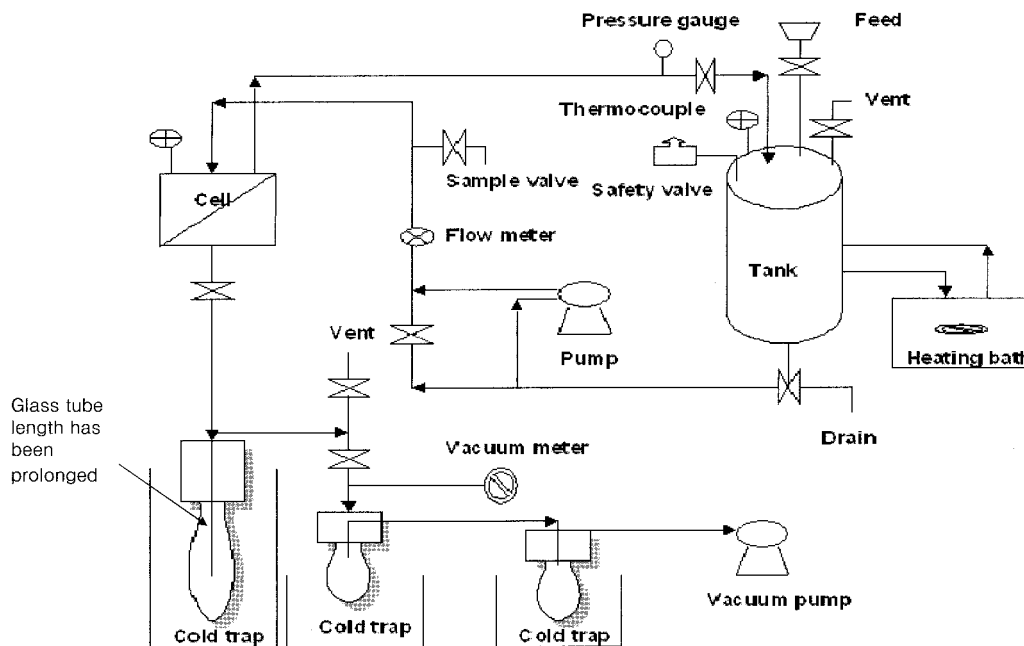 Pressure gauge
Feed
Thermocouple
Vent
Sample valve
Safety valve
Cell
Flow meter
Tank
Vent
Pump
Heating bath
Glass tube
length has
been
prolonged
Drain
Vacuum meter
Vacuum pump
Cold trap
Cold trap
Cold trap